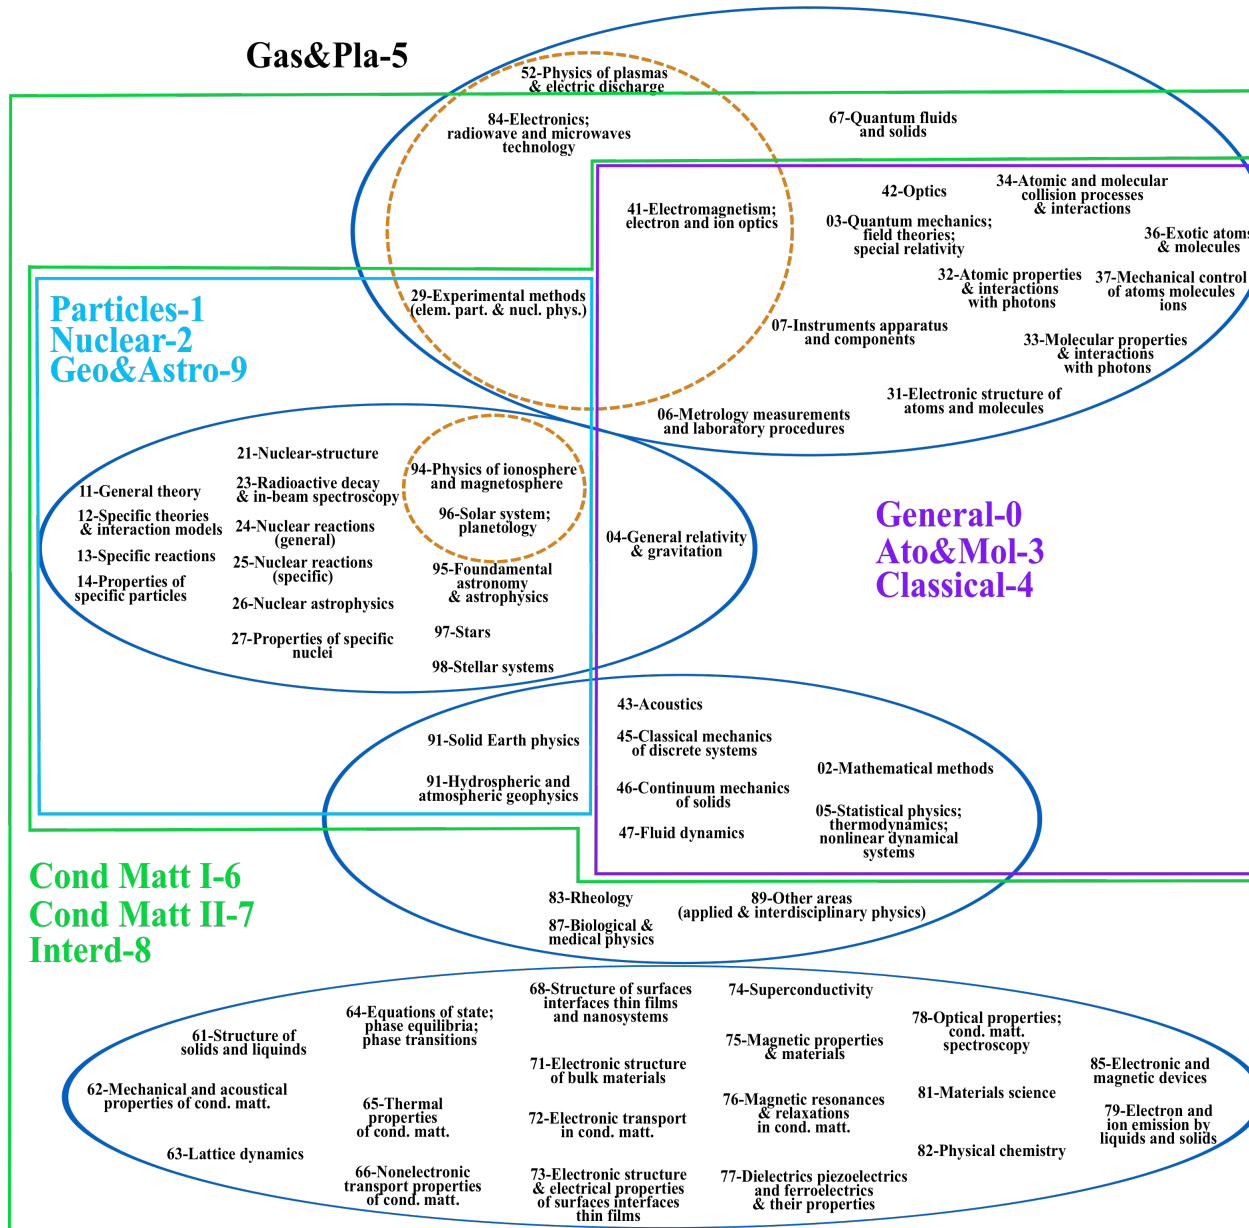 Gas&Pla-5
52-Physics of plasmas
& electric discharge
84-Electronics;
radiowave and microwaves
technology
67-Quantum fluids
and solids
41-Electromagnetism;
electron and ion optics
42-Optics
34-Atomic and molecular
collision processes
& interactions
03-Quantum mechanics;
field theories;
special relativity
36-Exotic atoms
& molecules
32-Atomic properties
& interactions
with photons
37-Mechanical control
of atoms molecules
ions
29-Experimental methods
(elem. part. & nucl. phys.)
07-Instruments apparatus
and components
33-Molecular properties
& interactions
with photons
31-Electronic structure of
atoms and molecules
06-Metrology measurements
and laboratory procedures
Particles-1
Nuclear-2
Geo&Astro-9
21-Nuclear-structure
23-Radioactive decay
& in-beam spectroscopy
24-Nuclear reactions
(general)
25-Nuclear reactions
(specific)
26-Nuclear astrophysics
27-Properties of specific
nuclei
11-General theory
12-Specific theories
& interaction models
13-Specific reactions
14-Properties of
specific particles
94-Physics of ionosphere
and magnetosphere
96-Solar system;
planetology
95-Foundamental
astronomy
& astrophysics
97-Stars
98-Stellar systems
04-General relativity
& gravitation
General-0
Ato&Mol-3
Classical-4
91-Solid Earth physics
91-Hydrospheric and
atmospheric geophysics
43-Acoustics
45-Classical mechanics
of discrete systems
46-Continuum mechanics
of solids
47-Fluid dynamics
02-Mathematical methods
05-Statistical physics;
thermodynamics;
nonlinear dynamical
systems
Cond Matt I-6
Cond Matt II-7
Interd-8
83-Rheology
87-Biological &
medical physics
89-Other areas
(applied & interdisciplinary physics)
61-Structure of
solids and liquinds
62-Mechanical and acoustical
properties of cond. matt.
63-Lattice dynamics
64-Equations of state;
phase equilibria;
phase transitions
65-Thermal
properties
of cond. matt.
66-Nonelectronic
transport properties
of cond. matt.
68-Structure of surfaces
interfaces thin films
and nanosystems
71-Electronic structure
of bulk materials
72-Electronic transport
in cond. matt.
73-Electronic structure
& electrical properties
of surfaces interfaces
thin films
74-Superconductivity
75-Magnetic properties
& materials
76-Magnetic resonances
& relaxations
in cond. matt.
77-Dielectrics piezoelectrics
and ferroelectrics
& their properties
78-Optical properties;
cond. matt.
spectroscopy
81-Materials science
82-Physical chemistry
85-Electronic and
magnetic devices
79-Electron and
ion emission by
liquids and solids